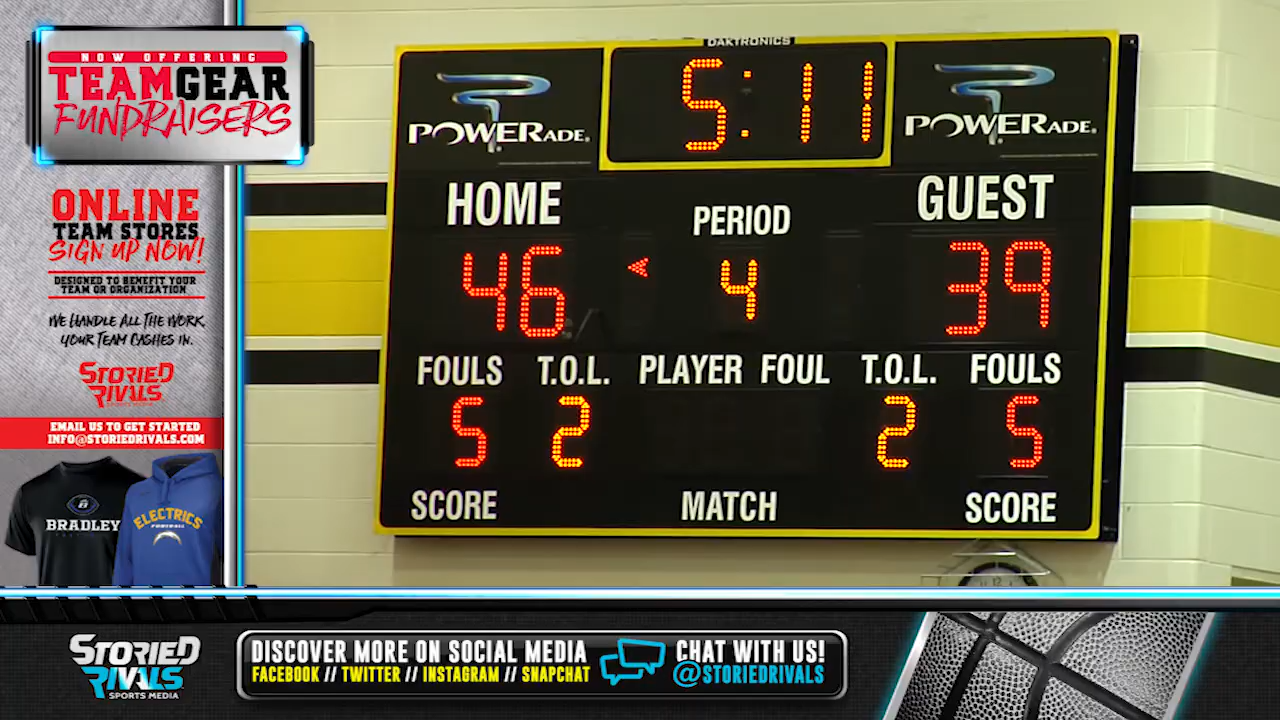 NOW OFFERING
TEAMGEAR
FUNDRAISERS
ONLINE
TEAM STORES
SIGN UP NOW!
DESIGNED TO BENEFIT YOUR
TEAM OR ORGANIZATION
WE HANDLE ALL THE WORK,
YOUR TEAM CASHES IN.
STORIED
RIVALS
SPORTS MEDIA
EMAIL US TO GET STARTED
INFO@STORIEDRIVALS.COM
B
BRADLEY
ELECTRICS
FOOTBALL
DAKTRONICS
POWERADE®
5:11
POWERADE®
HOME
PERIOD
GUEST
46
4
39
FOULS
T.O.L.
PLAYER FOUL
T.O.L.
FOULS
5
2
2
5
SCORE
MATCH
SCORE
STORIED
RIVALS
SPORTS MEDIA
DISCOVER MORE ON SOCIAL MEDIA
FACEBOOK // TWITTER // INSTAGRAM // SNAPCHAT
CHAT WITH US!
@STORIEDRIVALS